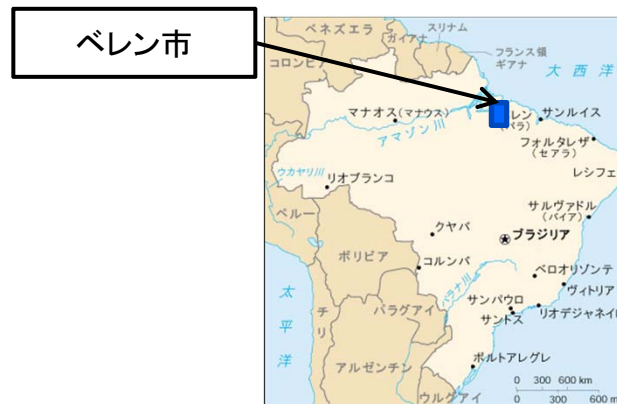 ベレン市
ベネズエラ
スリナム
ガイアナ
フランス領
ギアナ
コロンビア
大西洋
マナオス(マナウス)
レン
(パラ)
サンルイス
アマゾン川
フォルタレザ
(セアラ)
レシフェ
ウカヤリ川
リオブランコ
サルヴァドル
(バイア)
ペルー
クヤバ
ブラジリア
ボリビア
コルンバ
ベロオリゾンテ
パラナ川
ヴィトリア
太平洋
チリ
パラグアイ
サンパウロ
サントス
リオデジャネイロ
アルゼンチン
ポルトアレグレ
ウルグアイ
0 300 600 km
0 300 600 m